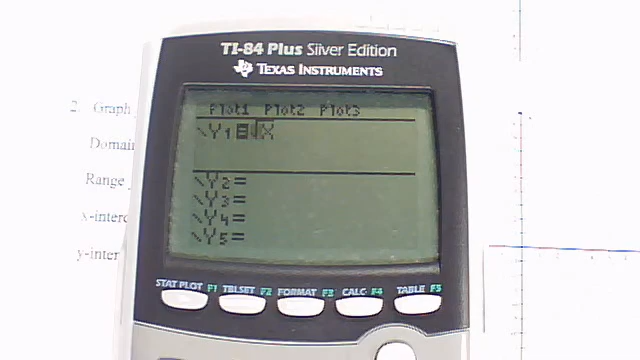 TI-84 Plus Silver Edition
TEXAS INSTRUMENTS
Plot1 Plot2 Plot3
\Y1=√X
\Y2=
\Y3=
\Y4=
\Y5=
STAT PLOT F1 TBLSET F2 FORMAT F3 CALC F4 TABLE F5
2. Graph
Domai
Range
x-interc
y-inter